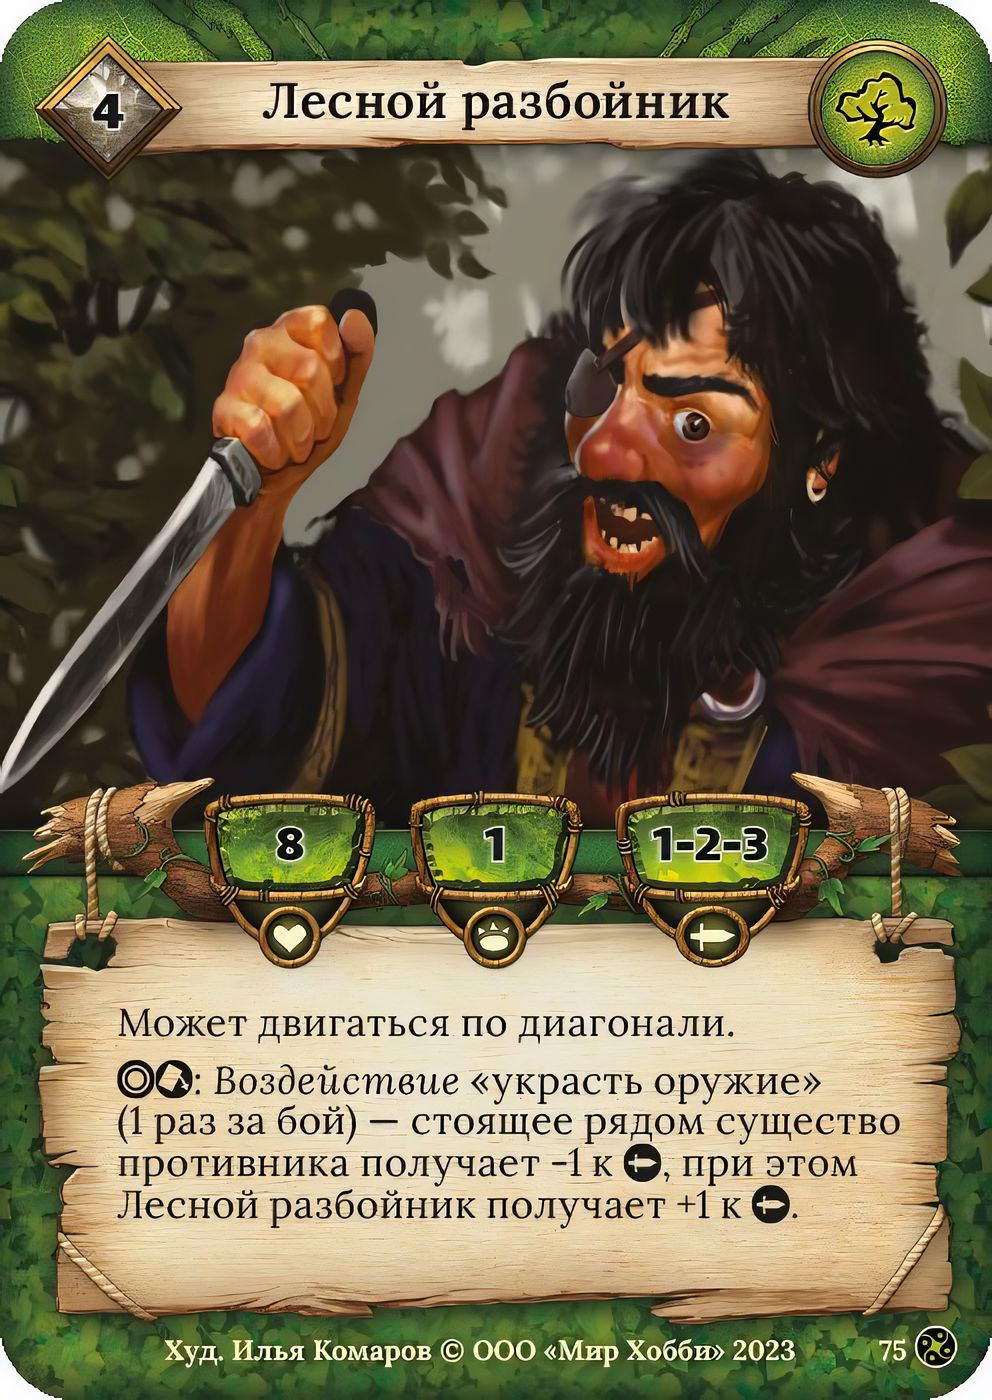 4
Лесной разбойник
8
1
1-2-3
Может двигаться по диагонали.
: Воздействие «украсть оружие»
(1 раз за бой) — стоящее рядом существо
противника получает -1 к , при этом
Лесной разбойник получает +1 к .
Худ. Илья Комаров © ООО «Мир Хобби» 2023
75